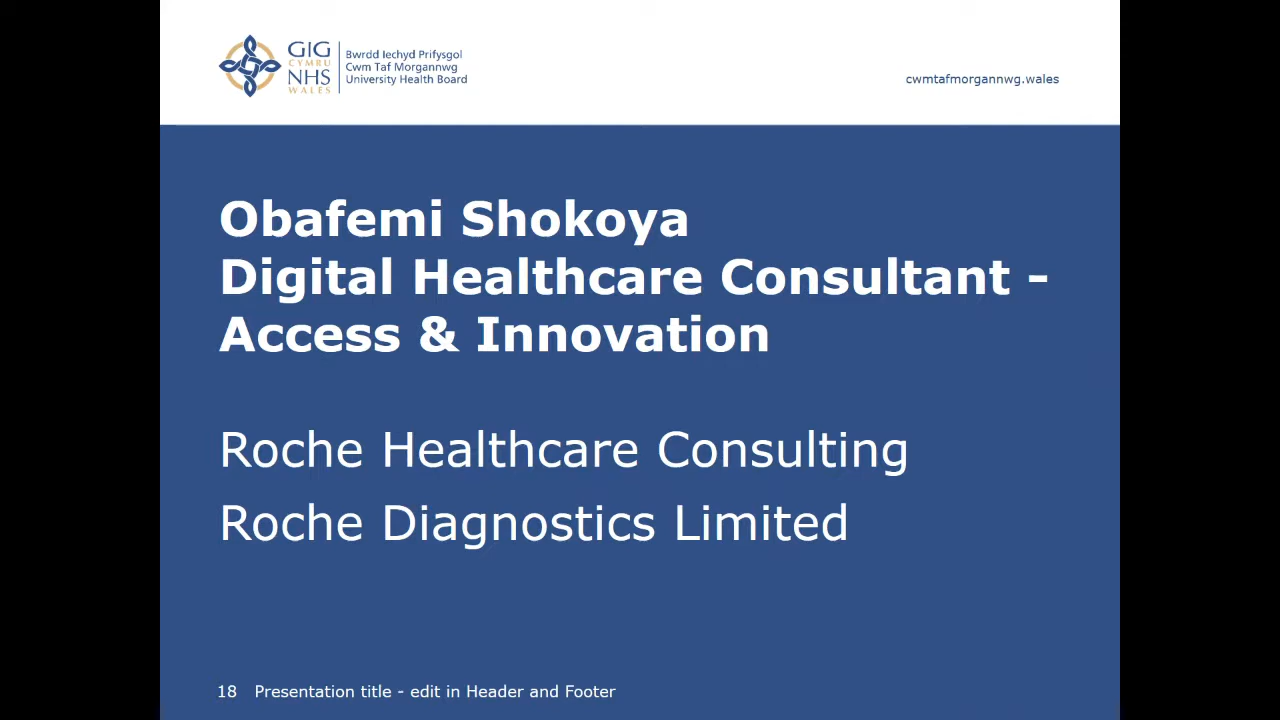 GIG
CYMRU
NHS
WALES
Bwrdd Iechyd Prifysgol
Cwm Taf Morgannwg
University Health Board
cwmtafmorgannwg.wales
Obafemi Shokoya
Digital Healthcare Consultant -
Access & Innovation
Roche Healthcare Consulting
Roche Diagnostics Limited
18 Presentation title - edit in Header and Footer